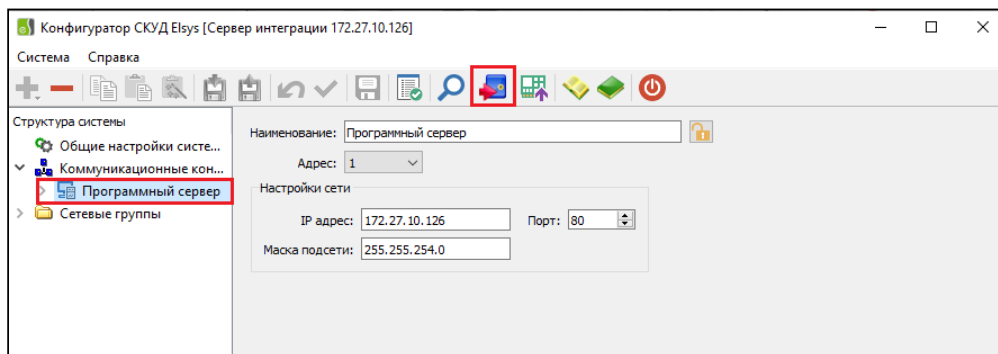 Конфигуратор СКУД Elsys [Сервер интеграции 172.27.10.126]
Система Справка
Структура системы
Общие настройки систе...
Коммуникационные кон...
Программный сервер
Сетевые группы
Наименование: Программный сервер
Адрес: 1
Настройки сети
IP адрес: 172.27.10.126 Порт: 80
Маска подсети: 255.255.254.0